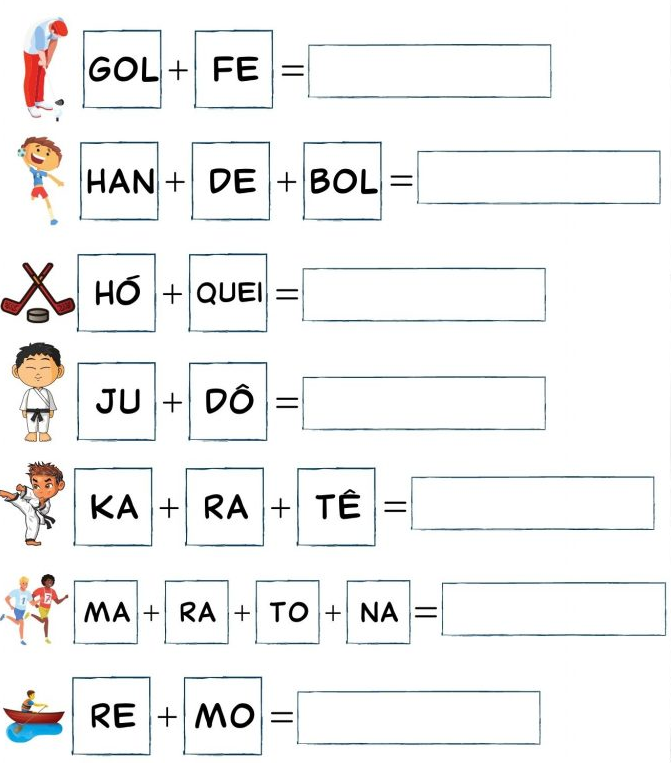 GOL + FE =
HAN + DE + BOL =
HÓ + QUEI =
JU + DÔ =
KA + RA + TÊ =
MA + RA + TO + NA =
RE + MO =